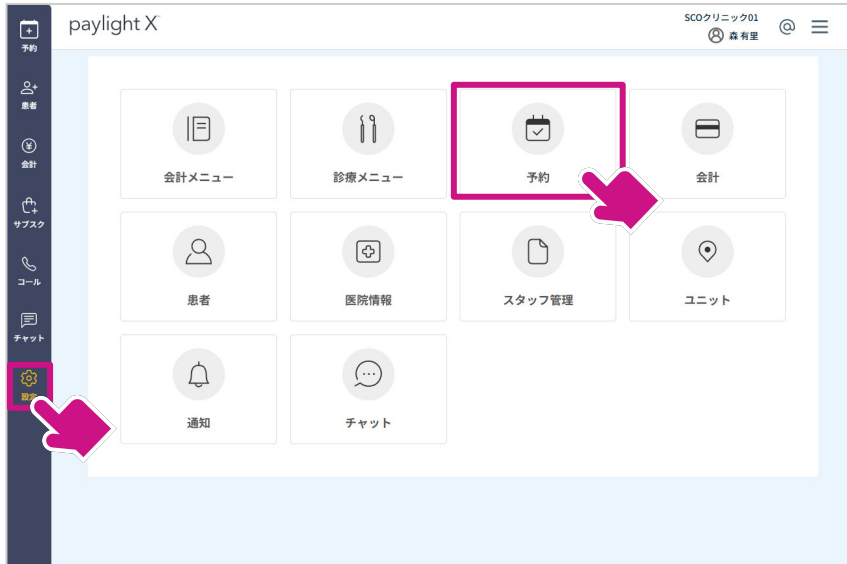 paylight X
SCOクリニック01
森 有里
予約
患者
会計
サブスク
コール
チャット
設定
会計メニュー
診療メニュー
予約
会計
患者
医院情報
スタッフ管理
ユニット
通知
チャット